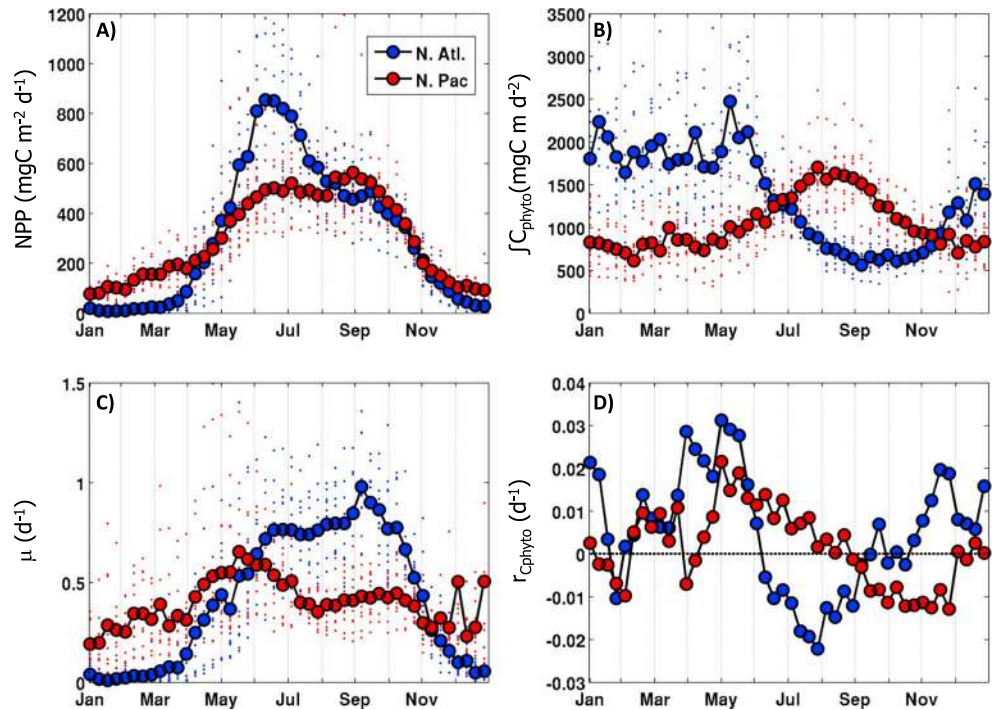 A)
NPP (mgC m⁻² d⁻¹)
1200
1000
800
600
400
200
0
Jan Mar May Jul Sep Nov
N. Atl.
N. Pac
B)
∫Cphyto(mgC m d⁻²)
3500
3000
2500
2000
1500
1000
500
0
Jan Mar May Jul Sep Nov
C)
μ (d⁻¹)
1.5
1
0.5
0
Jan Mar May Jul Sep Nov
D)
rCphyto (d⁻¹)
0.04
0.03
0.02
0.01
0
-0.01
-0.02
-0.03
Jan Mar May Jul Sep Nov